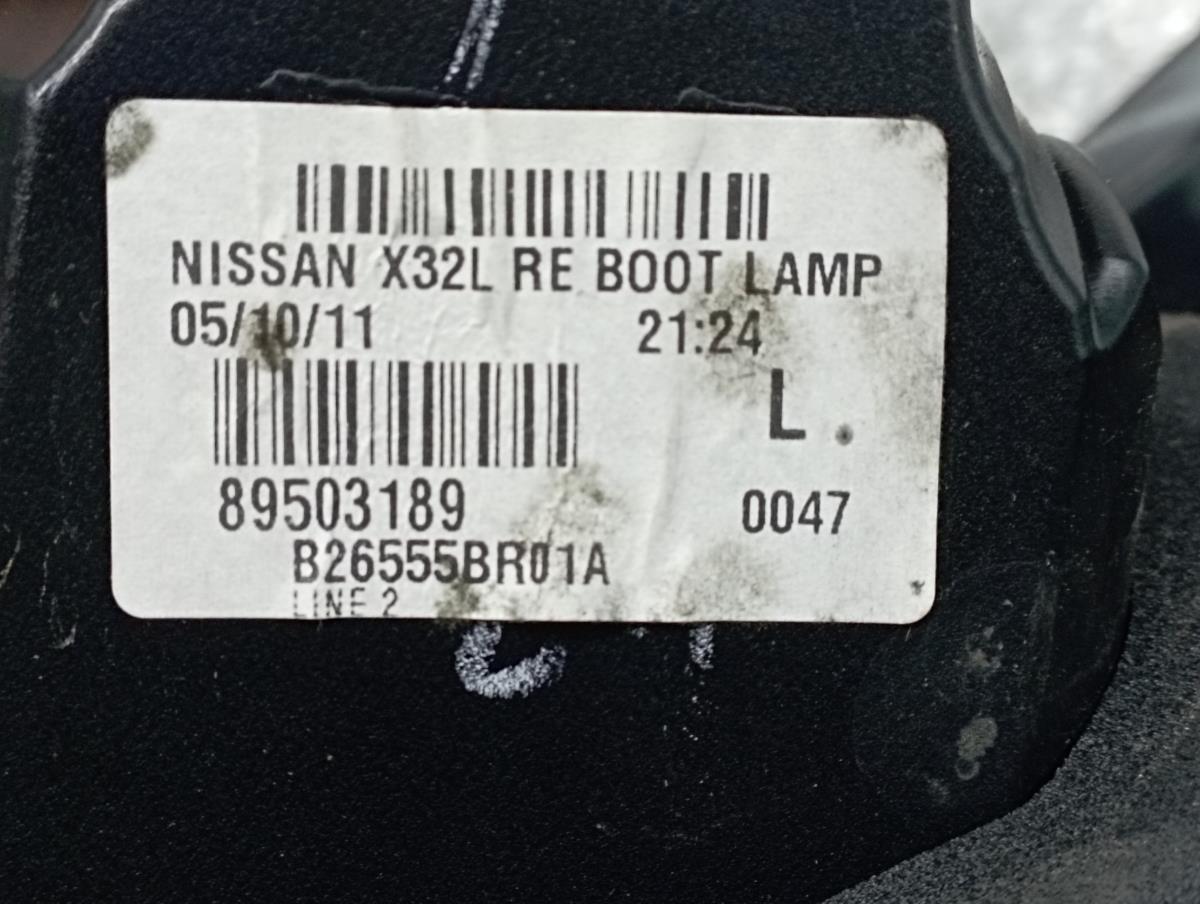 NISSAN X32L RE BOOT LAMP
05/10/11 21:24
L.
89503189 0047
B26555BR01A
LINE 2